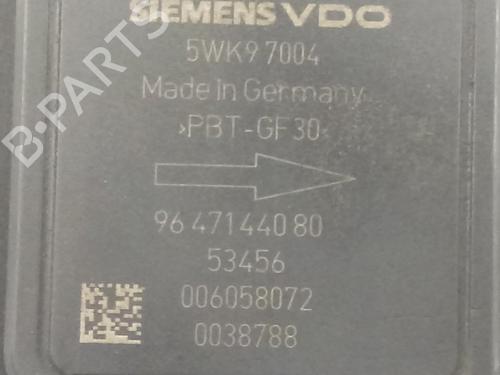 SIEMENS VDO
5WK9 7004
Made in Germany
>PBT-GF30<
96 471 440 80
53456
006058072
0038788
B-PARTS